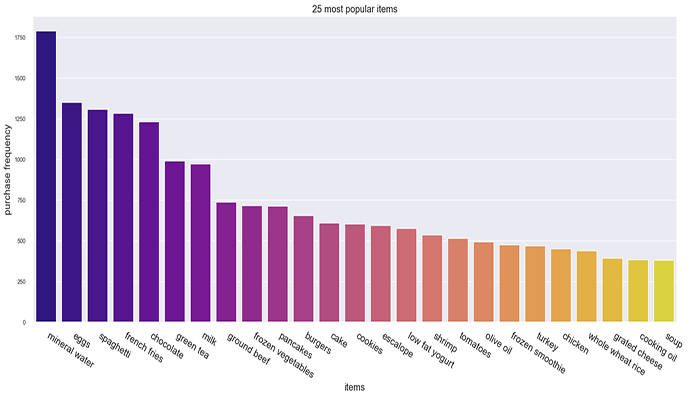 25 most popular items
purchase frequency
1750
1500
1250
1000
750
500
250
0
mineral water
eggs
spaghetti
french fries
chocolate
green tea
milk
ground beef
frozen vegetables
pancakes
burgers
cake
cookies
escalope
low fat yogurt
shrimp
tomatoes
olive oil
frozen smoothie
turkey
chicken
whole wheat rice
grated cheese
cooking oil
soup
items